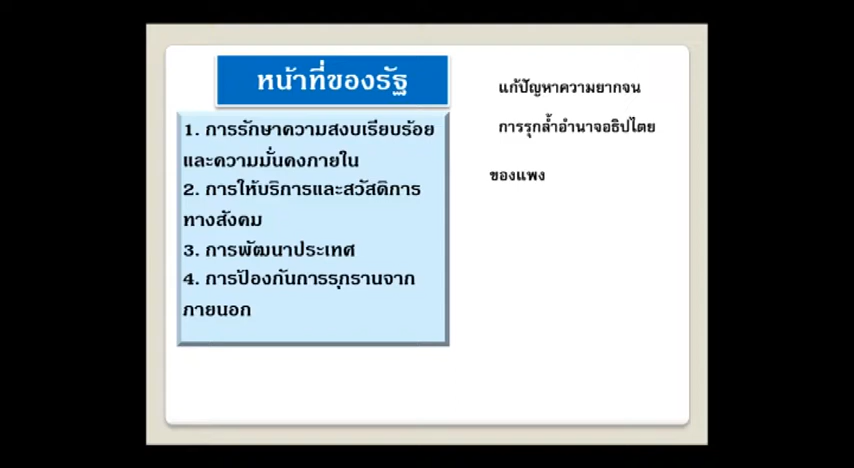 หน้าที่ของรัฐ
1. การรักษาความสงบเรียบร้อย
และความมั่นคงภายใน
2. การให้บริการและสวัสดิการ
ทางสังคม
3. การพัฒนาประเทศ
4. การป้องกันการรุกรานจาก
ภายนอก
แก้ปัญหาความยากจน
การรุกล้ำอำนาจอธิปไตย
ของแพง